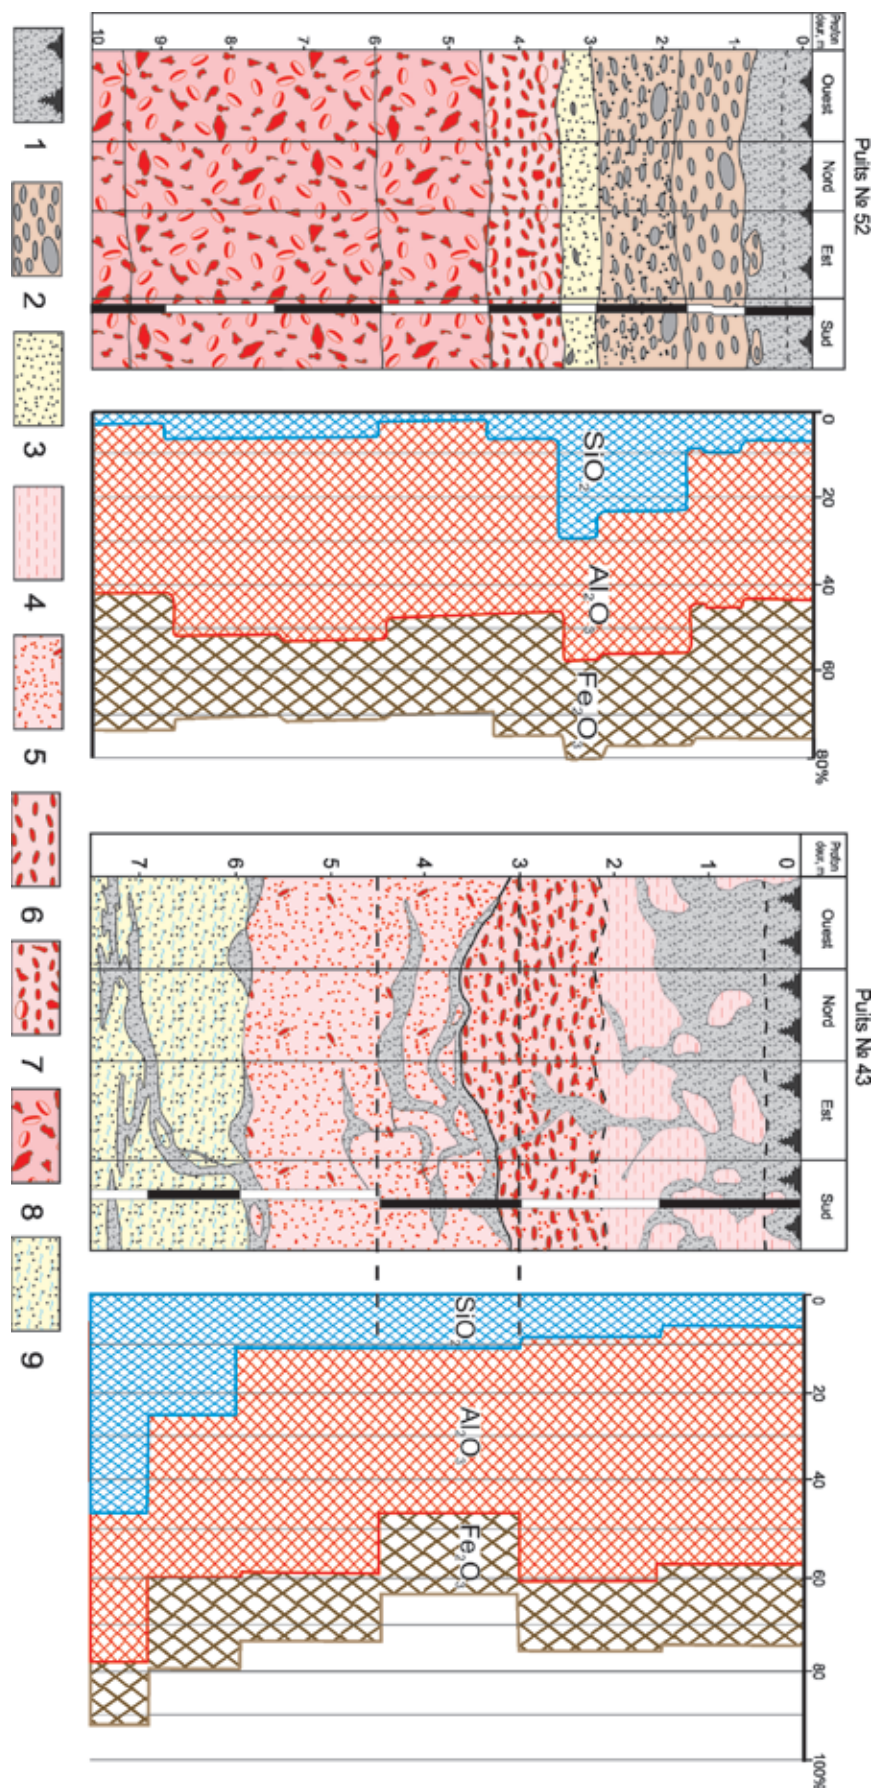 Puits № 52
Profon
deur, m
Ouest
Nord
Est
Sud
0
1
2
3
4
5
6
7
8
9
10
0
20
40
60
80%
SiO₂
Al₂O₃
Fe₂O₃
Puits № 43
Profon
deur, m
Ouest
Nord
Est
Sud
0
1
2
3
4
5
6
7
0
20
40
60
80
100%
SiO₂
Al₂O₃
Fe₂O₃
1
2
3
4
5
6
7
8
9